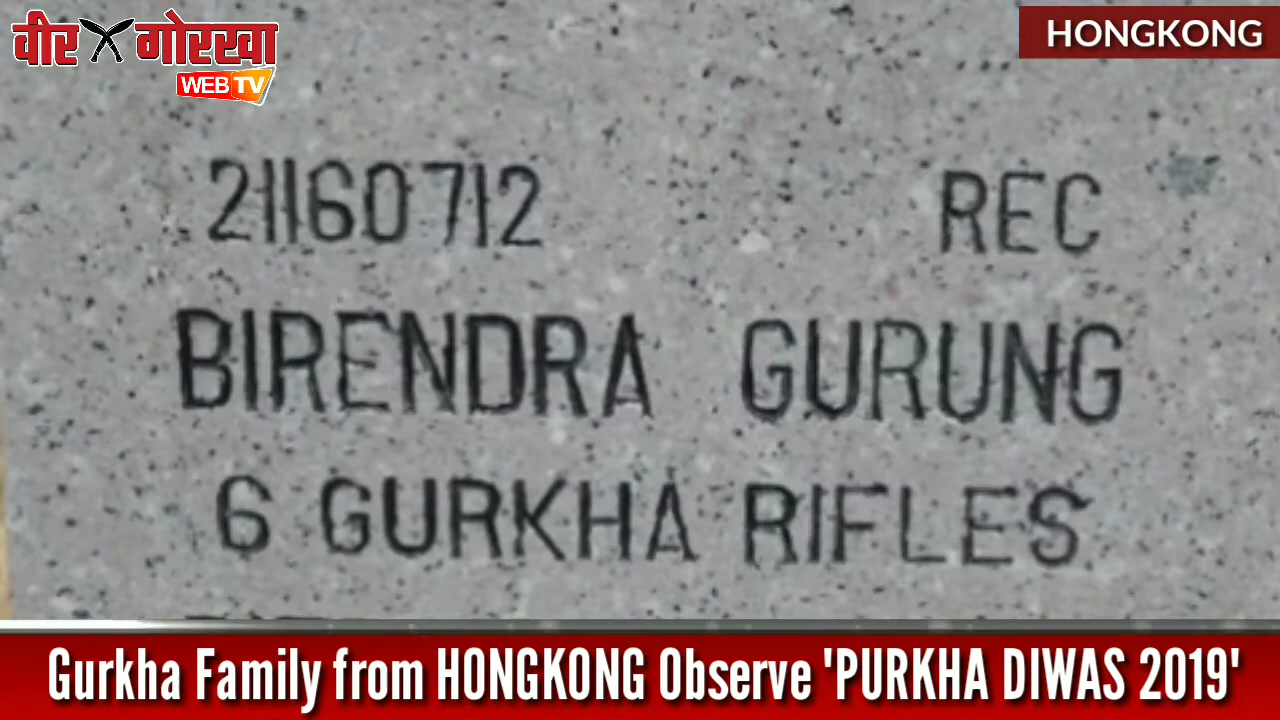 वीर गोरखा
WEB TV
HONGKONG
21160712 REC
BIRENDRA GURUNG
6 GURKHA RIFLES
Gurkha Family from HONGKONG Observe 'PURKHA DIWAS 2019'